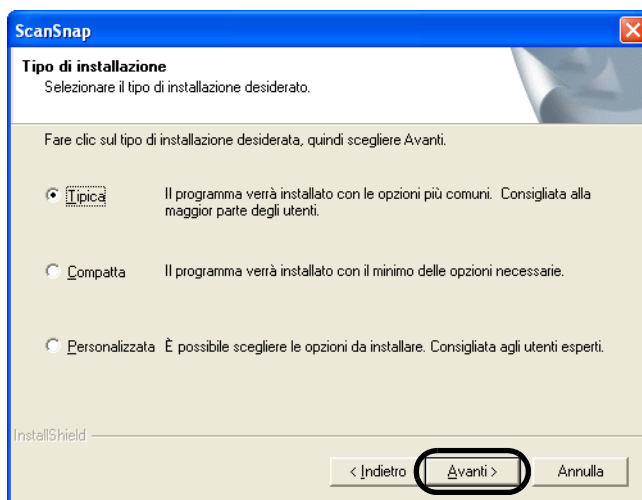 ScanSnap
Tipo di installazione
Selezionare il tipo di installazione desiderato.
Fare clic sul tipo di installazione desiderata, quindi scegliere Avanti.
Tipica
Il programma verrà installato con le opzioni più comuni. Consigliata alla
maggior parte degli utenti.
Compatta Il programma verrà installato con il minimo delle opzioni necessarie.
Personalizzata È possibile scegliere le opzioni da installare. Consigliata agli utenti esperti.
InstallShield
< Indietro Avanti > Annulla